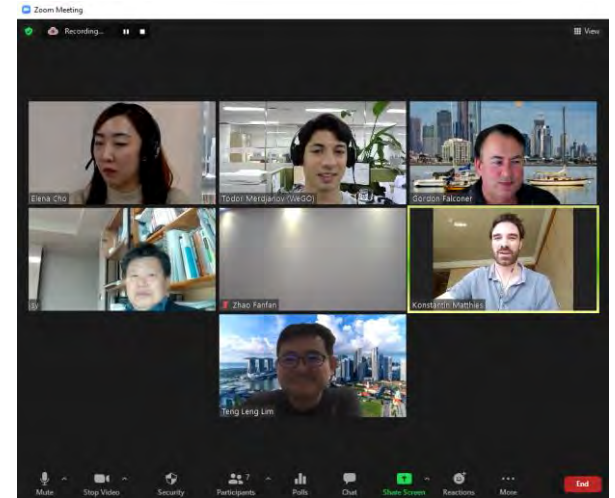 Zoom Meeting
Recording...
View
Elena Cho
Todor Merdjanov (WeGO)
Gordon Falconer
Zhao Fanfan
Konstantin Matthies
Teng Leng Lim
Mute
Stop Video
Security
Participants
7
Polls
Chat
Share Screen
Reactions
More
End